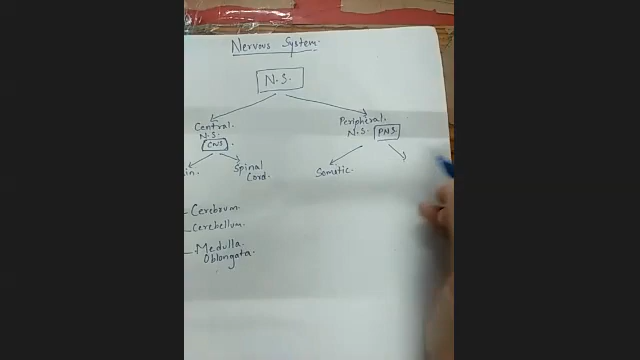 Nervous System.
N.S.
Central.
N.S.
CNS
Peripheral.
N.S.
PNS
Spinal
Cord.
Somatic.
Cerebrum.
Cerebellum.
Medulla
Oblongata.